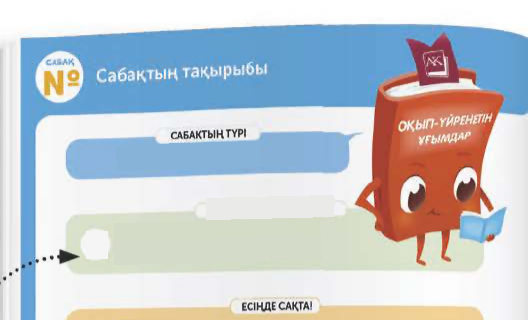 САБАҚ
№
Сабақтың тақырыбы
САБАҚТЫҢ ТҮРІ
ОҚЫП-ҮЙРЕНЕТІН
ҰҒЫМДАР
ЕСІҢДЕ САҚТА!